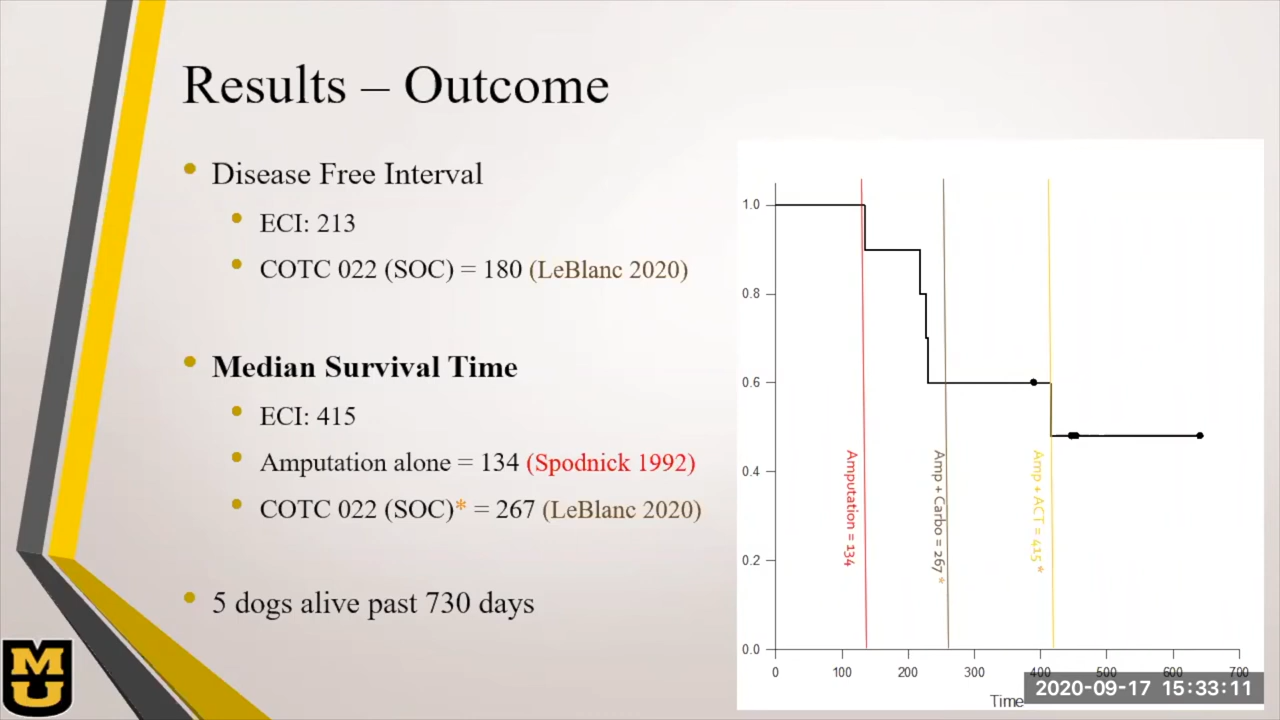 Results – Outcome
Disease Free Interval
ECI: 213
COTC 022 (SOC) = 180 (LeBlanc 2020)
Median Survival Time
ECI: 415
Amputation alone = 134 (Spodnick 1992)
COTC 022 (SOC)* = 267 (LeBlanc 2020)
5 dogs alive past 730 days
1.0
0.8
0.6
0.4
0.2
0.0
Amputation = 134
Amp + Carbo = 267 *
Amp + ACT = 415 *
0 100 200 300 400 500 600 700
Time
2020-09-17 15:33:11
MU